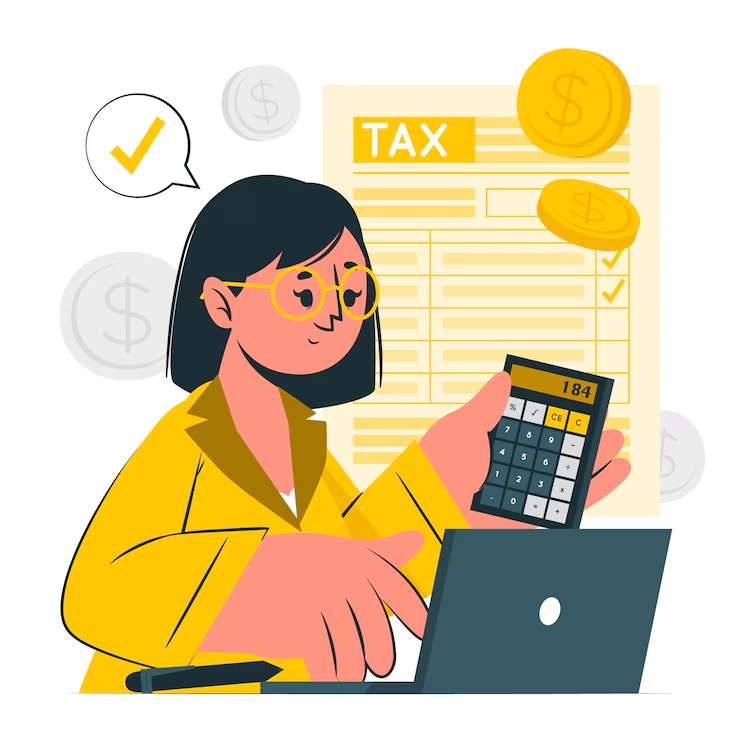 $
$
TAX
$
$
$
184
% √ CE C
7 8 9 -
4 5 6 ÷
1 2 3 x
. 0 = +